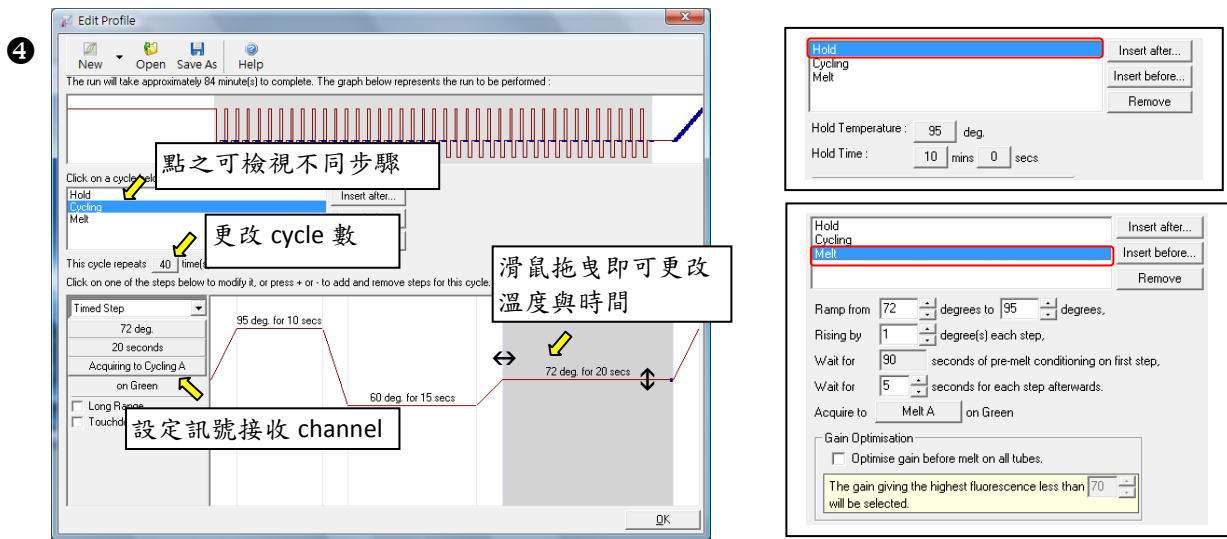 ❹
Edit Profile
New Open Save As Help
The run will take approximately 84 minute(s) to complete. The graph below represents the run to be performed :
點之可檢視不同步驟
Click on a cycle
Hold
Cycling
Melt
Insert after...
更改 cycle 數
This cycle repeats 40 time(s
Click on one of the steps below to modify it, or press + or - to add and remove steps for this cycle.
滑鼠拖曳即可更改
溫度與時間
Timed Step
72 deg.
20 seconds
Acquiring to Cycling A
on Green
Long Range
95 deg. for 10 secs
60 deg. for 15 secs
72 deg. for 20 secs
設定訊號接收 channel
OK
Hold
Cycling
Melt
Insert after...
Insert before...
Remove
Hold Temperature : 95 deg.
Hold Time : 10 mins 0 secs
Hold
Cycling
Melt
Insert after...
Insert before...
Remove
Ramp from 72 degrees to 95 degrees,
Rising by 1 degree(s) each step,
Wait for 90 seconds of pre-melt conditioning on first step,
Wait for 5 seconds for each step afterwards.
Acquire to Melt A on Green
Gain Optimisation
Optimise gain before melt on all tubes.
The gain giving the highest fluorescence less than 70
will be selected.